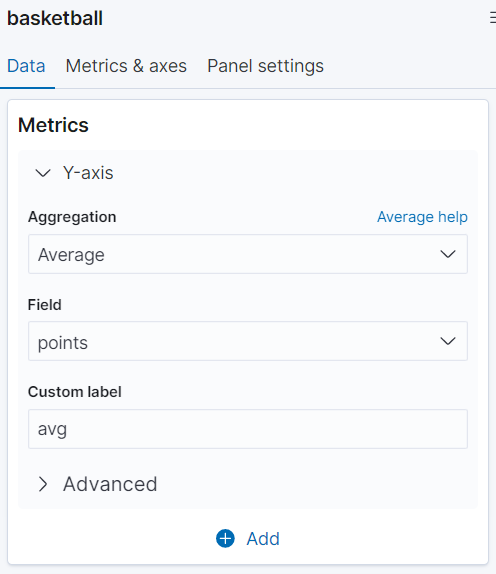 basketball
Data Metrics & axes Panel settings
Metrics
Y-axis
Aggregation Average help
Average
Field
points
Custom label
avg
Advanced
Add